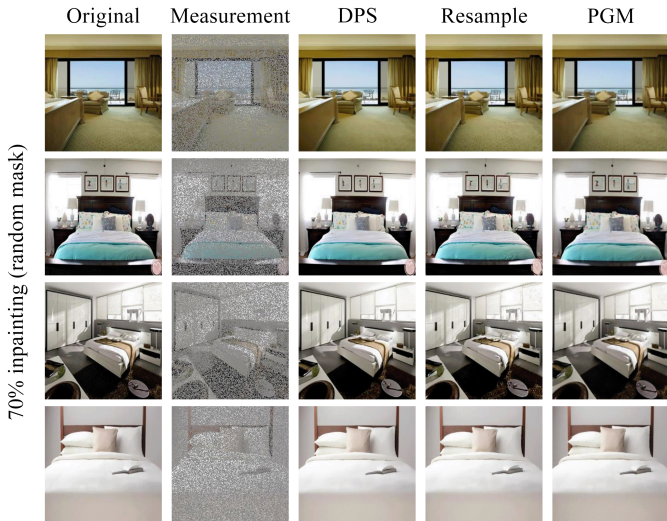 Original Measurement DPS Resample PGM
70% inpainting (random mask)